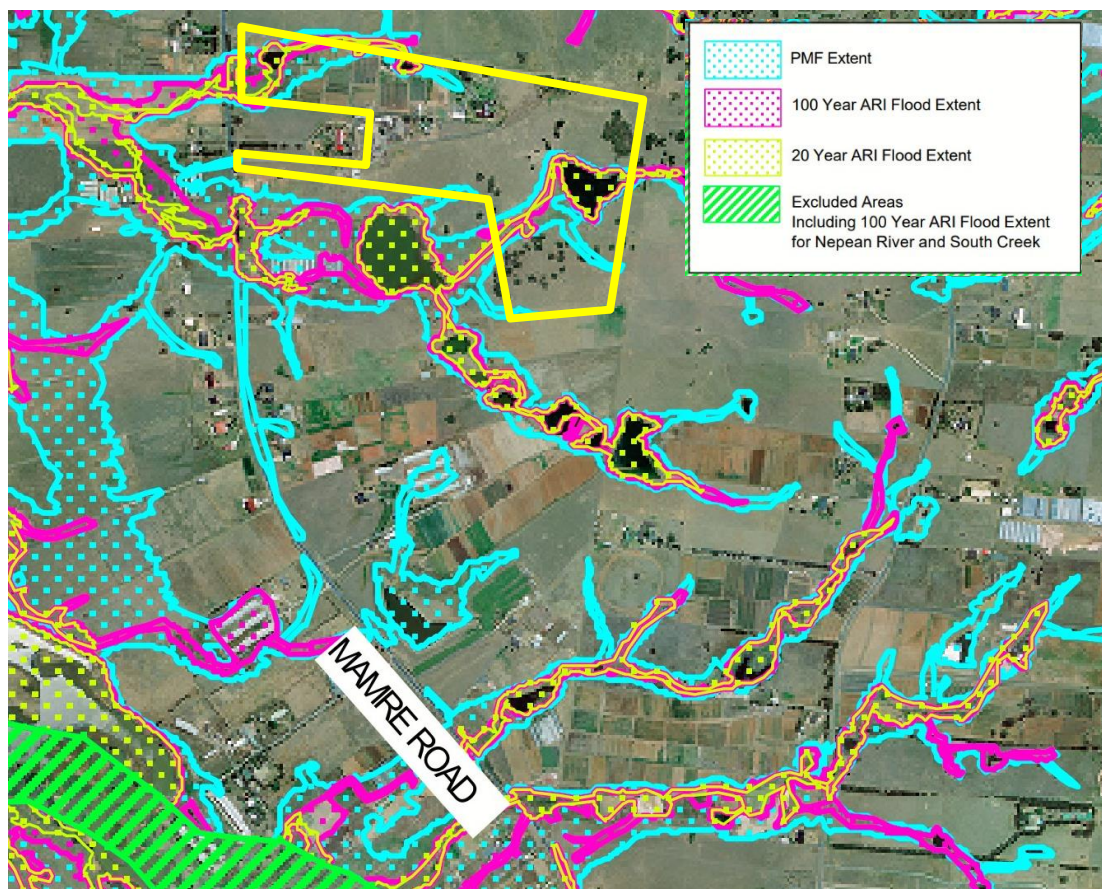 PMF Extent
100 Year ARI Flood Extent
20 Year ARI Flood Extent
Excluded Areas
Including 100 Year ARI Flood Extent
for Nepean River and South Creek
MAMRE ROAD